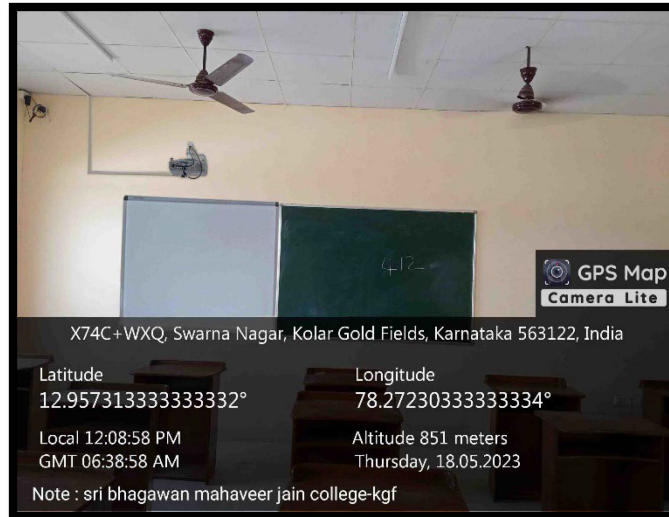 412
GPS Map
Camera Lite
X74C+WXQ, Swarna Nagar, Kolar Gold Fields, Karnataka 563122, India
Latitude
12.957313333333332°
Longitude
78.27230333333334°
Local 12:08:58 PM
GMT 06:38:58 AM
Altitude 851 meters
Thursday, 18.05.2023
Note : sri bhagawan mahaveer jain college-kgf